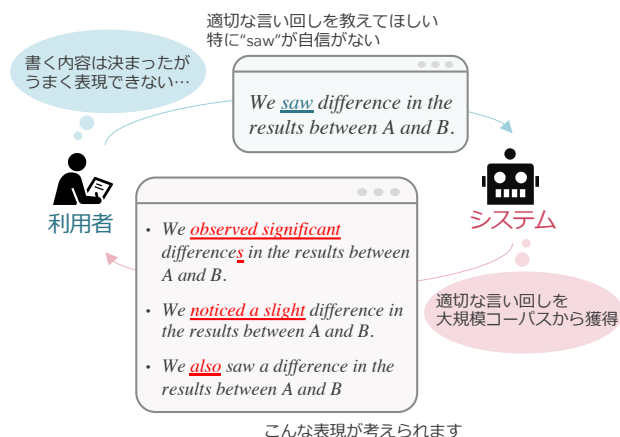 適切な言い回しを教えてほしい
特に“saw”が自信がない
書く内容は決まったが
うまく表現できない…
We saw difference in the
results between A and B.
利用者
システム
• We observed significant
differences in the results between
A and B.
• We noticed a slight difference in
the results between A and B.
• We also saw a difference in the
results between A and B
適切な言い回しを
大規模コーパスから獲得
こんな表現が考えられます